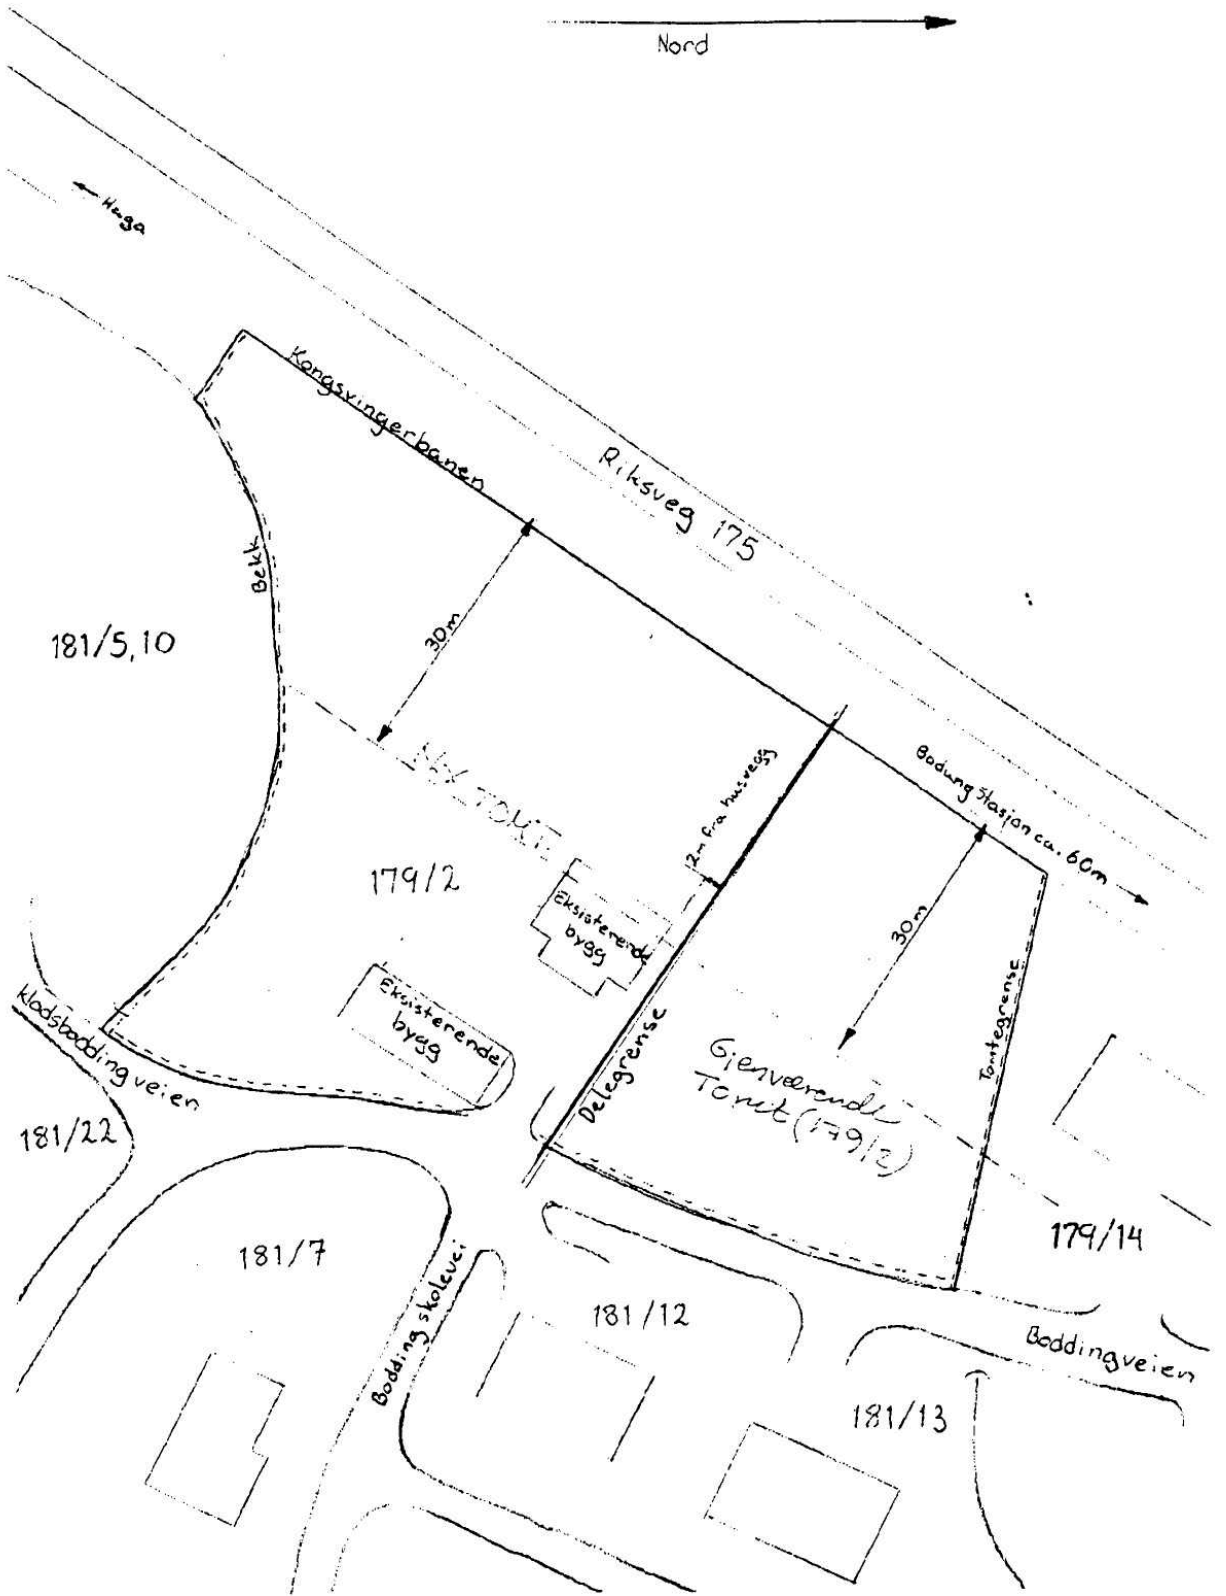 Nord
← Haga
Kongsvingerbanen
Riksveg 175
Bekk
30m
181/5,10
Bodung Stasjon ca. 60m
2m fra husvegg
NY TOMT
179/2
30m
Eksisterende
bygg
Tomtegrense
Eksisterende
bygg
Klodsboddingveien
Delegrense
Gjenværende
Tomt (179/2)
181/22
179/14
181/7
Bodding skolevei
181/12
Boddingveien
181/13